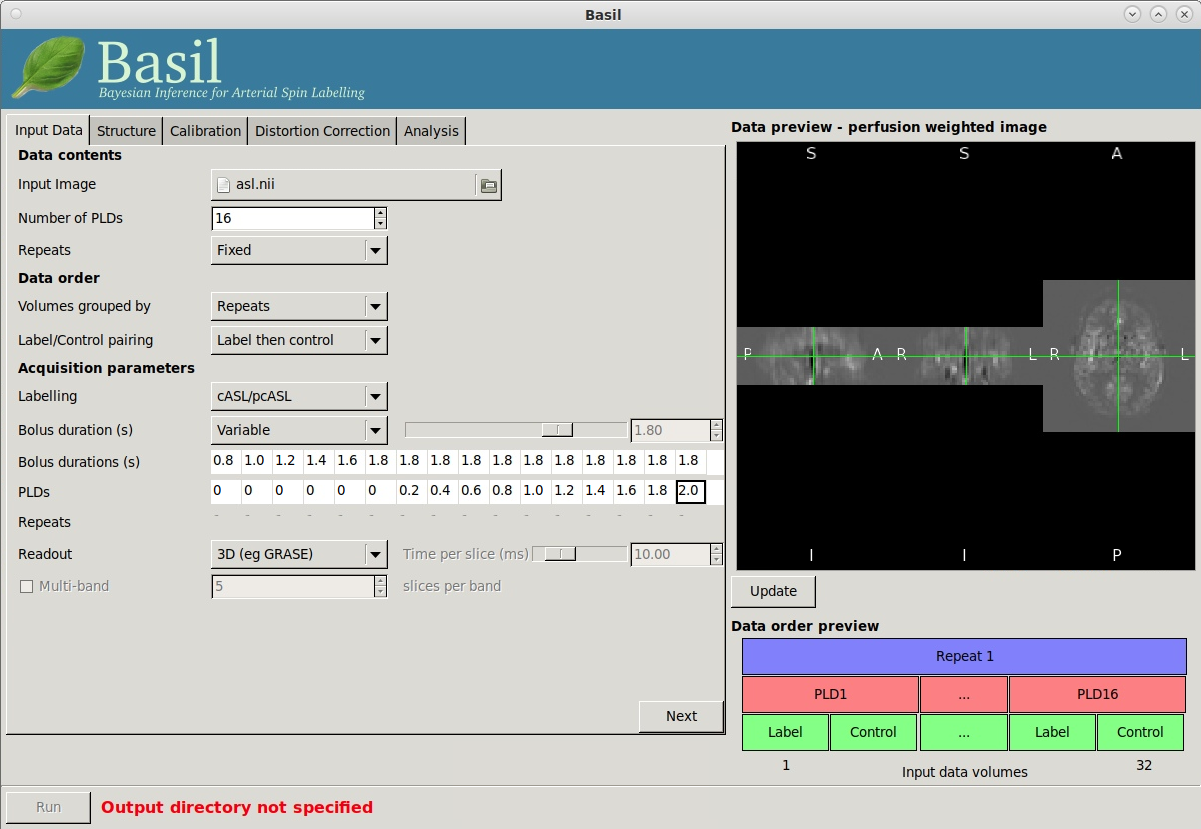 Basil
Basil
Bayesian Inference for Arterial Spin Labelling
Input Data Structure Calibration Distortion Correction Analysis
Data contents
Input Image asl.nii
Number of PLDs 16
Repeats Fixed
Data order
Volumes grouped by Repeats
Label/Control pairing Label then control
Acquisition parameters
Labelling cASL/pcASL
Bolus duration (s) Variable 1.80
Bolus durations (s) 0.8 1.0 1.2 1.4 1.6 1.8 1.8 1.8 1.8 1.8 1.8 1.8 1.8 1.8 1.8 1.8
PLDs 0 0 0 0 0 0 0.2 0.4 0.6 0.8 1.0 1.2 1.4 1.6 1.8 2.0
Repeats - - - - - - - - - - - - - - - -
Readout 3D (eg GRASE) Time per slice (ms) 10.00
Multi-band 5 slices per band
Next
Data preview - perfusion weighted image
S S A
P A R L R L
I I P
Update
Data order preview
Repeat 1
PLD1 ... PLD16
Label Control ... Label Control
1 Input data volumes 32
Run Output directory not specified